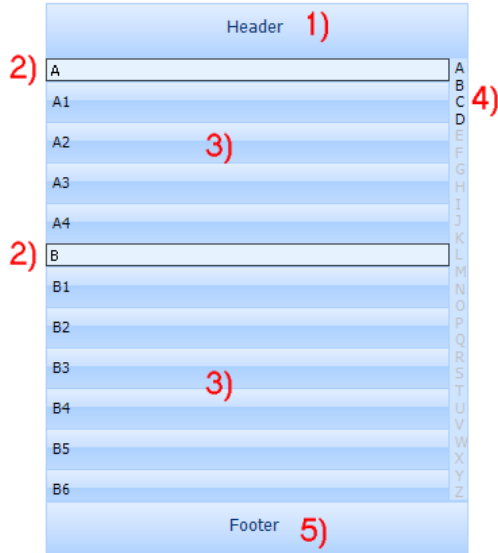 Header 1)
2) A
A1
A2
3)
A3
A4
2) B
B1
B2
B3
3)
B4
B5
B6
A
B
C 4)
D
E
F
G
H
I
J
K
L
M
N
O
P
Q
R
S
T
U
V
W
X
Y
Z
Footer 5)